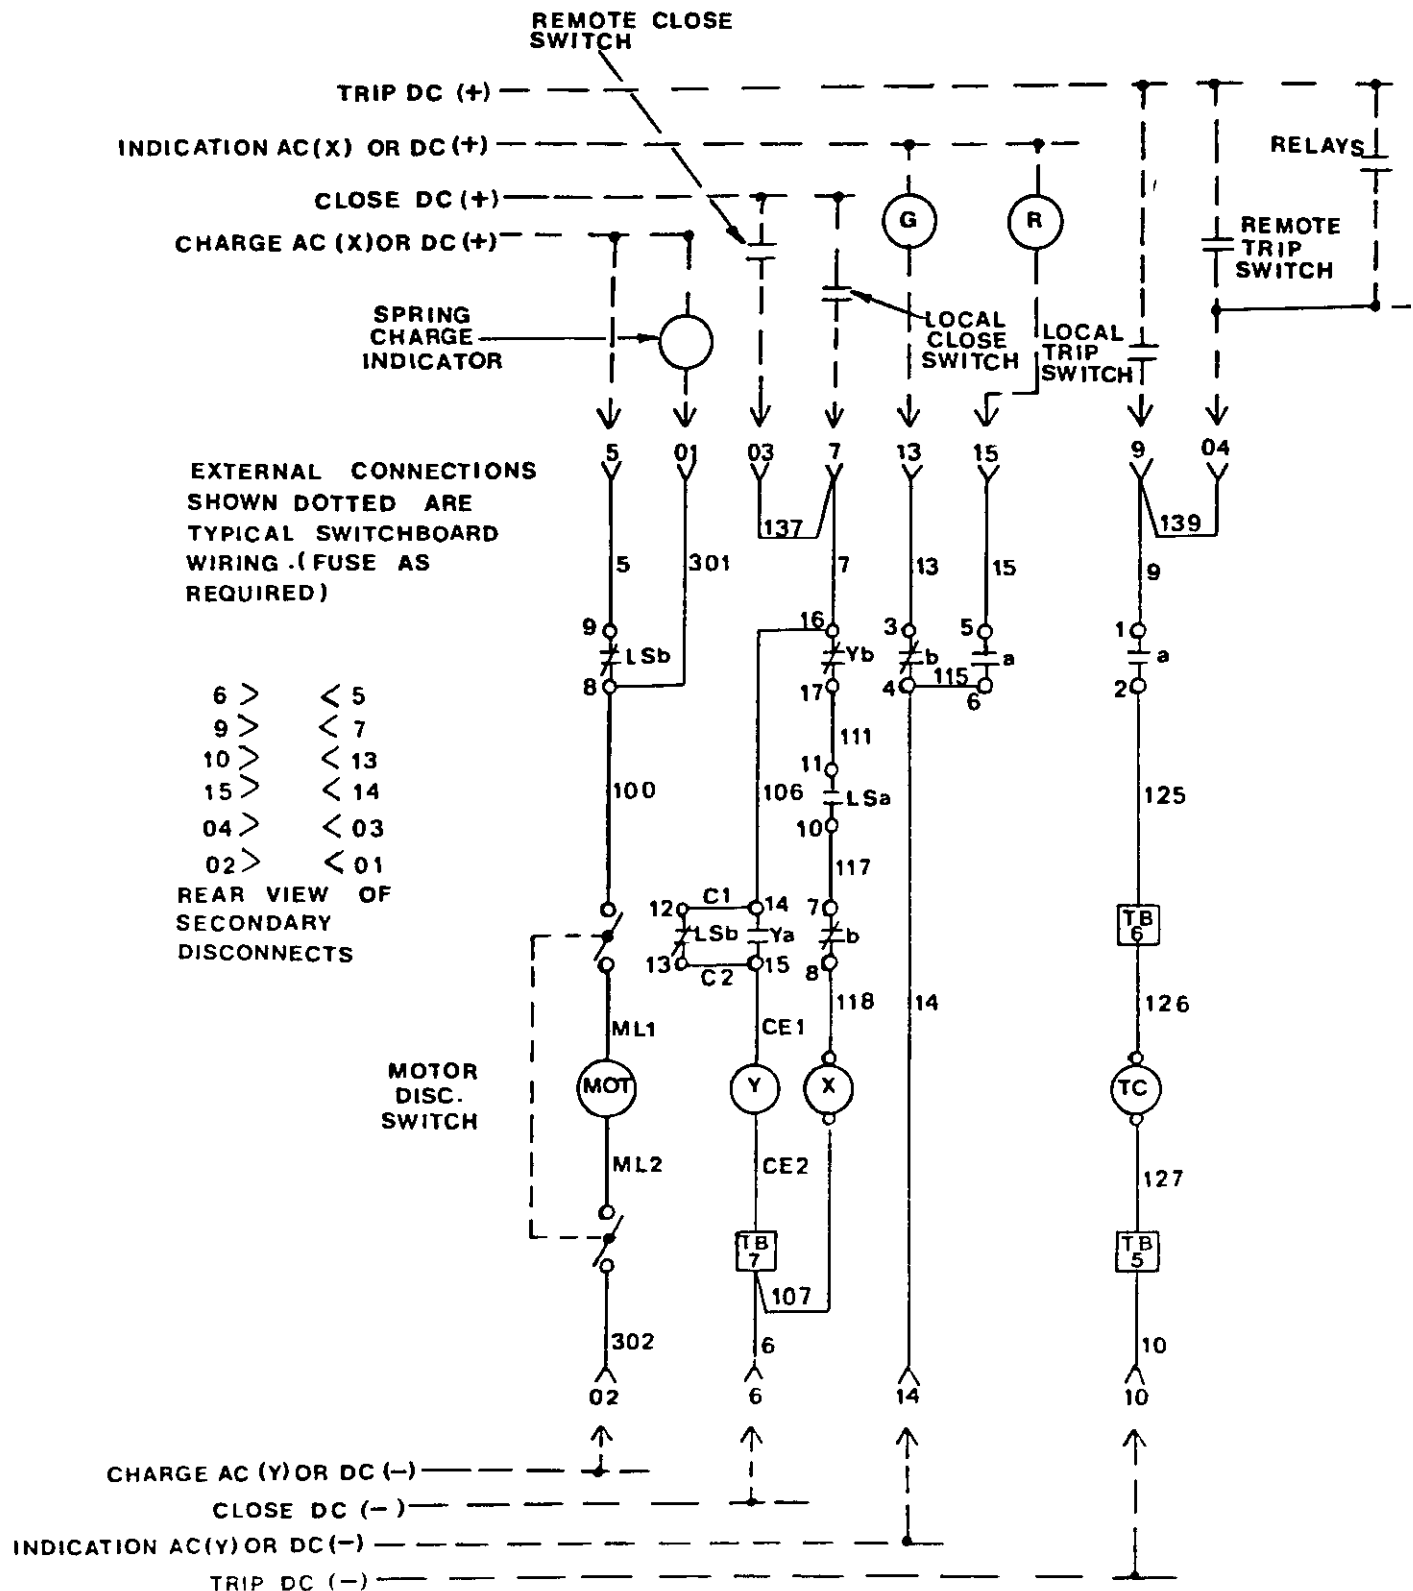 REMOTE CLOSE
SWITCH
TRIP DC (+)
INDICATION AC(X) OR DC(+)
RELAYS
CLOSE DC (+)
G
R
CHARGE AC (X)OR DC(+)
REMOTE
TRIP
SWITCH
SPRING
CHARGE
INDICATOR
LOCAL
CLOSE
SWITCH
LOCAL
TRIP
SWITCH
5 01 03 7 13 15 9 04
EXTERNAL CONNECTIONS
SHOWN DOTTED ARE
TYPICAL SWITCHBOARD
WIRING .(FUSE AS
REQUIRED)
137
139
5 301 7 13 15 9
9 16 3 5 1
LSb Yb b a a
115
8 17 4 6 2
6 > < 5
9 > < 7
10 > < 13
15 > < 14
04 > < 03
02 > < 01
REAR VIEW OF
SECONDARY
DISCONNECTS
111
11
LSa
100 106 125
10
117
C1
12 14 7
LSb Ya b
13 15 8
C2
TB
6
118 14 126
ML1 CE1
MOTOR
DISC.
SWITCH
MOT Y X TC
ML2 CE2 127
TB
7
TB
5
107
302 6 10
02 6 14 10
CHARGE AC (Y) OR DC (-)
CLOSE DC (-)
INDICATION AC(Y) OR DC(-)
TRIP DC (-)